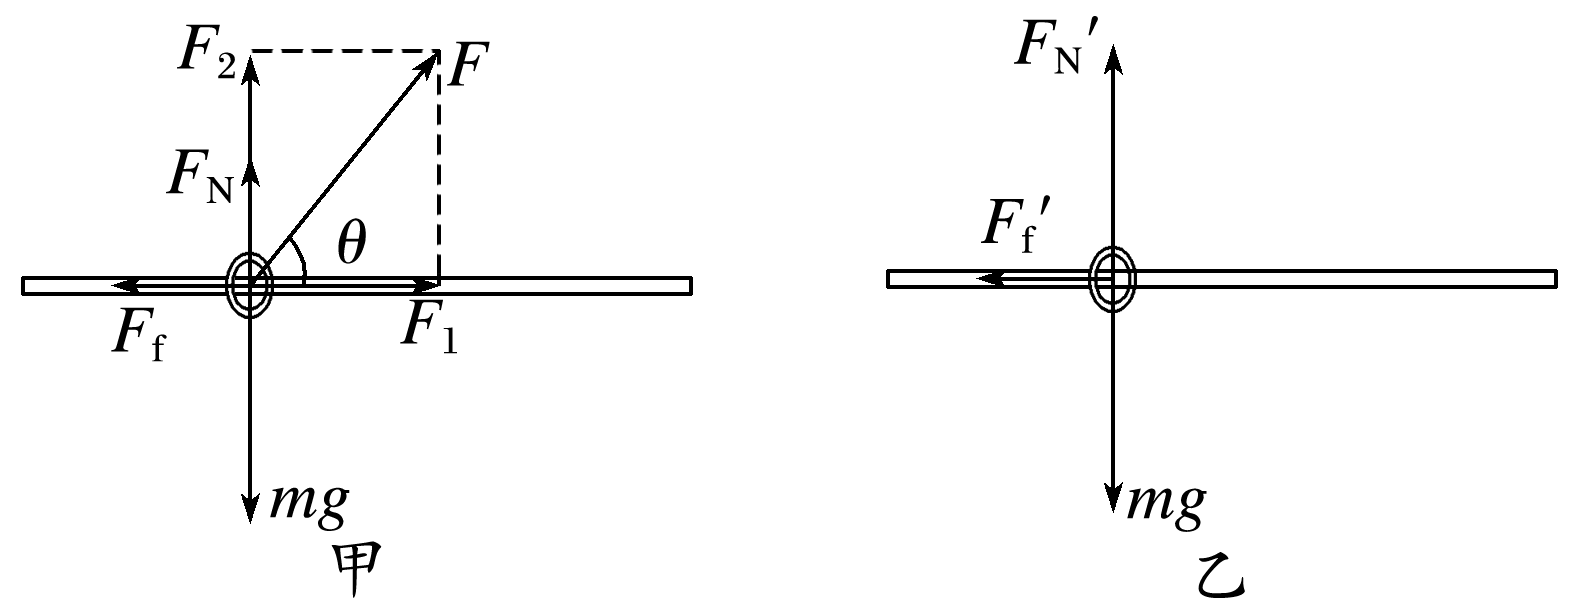 F₂
F
F_N
θ
F_f
F₁
mg
甲
F_N′
F_f′
mg
乙